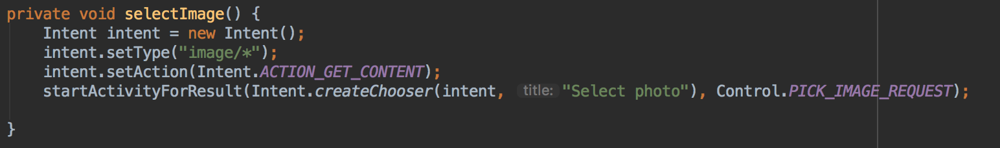 private void selectImage() {
Intent intent = new Intent();
intent.setType("image/*");
intent.setAction(Intent.ACTION_GET_CONTENT);
startActivityForResult(Intent.createChooser(intent, title: "Select photo"), Control.PICK_IMAGE_REQUEST);
}